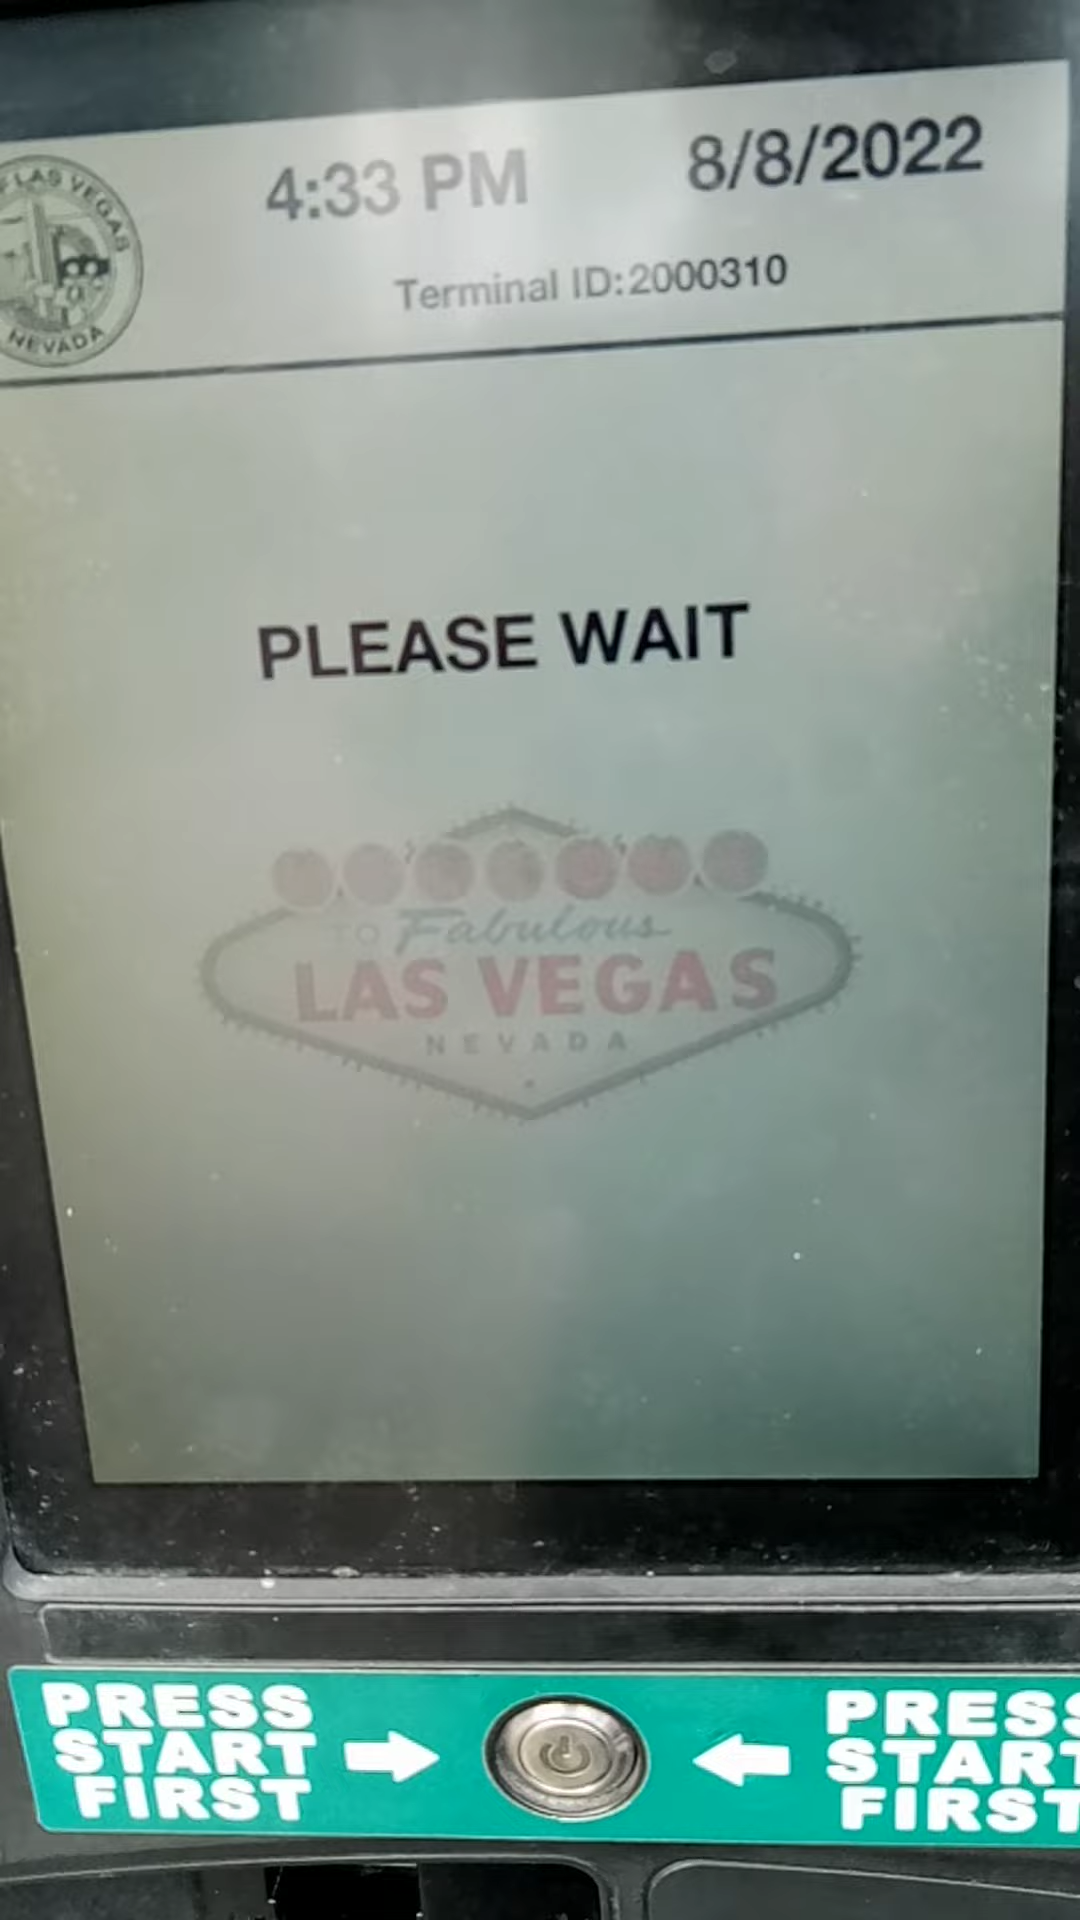 F LAS VEGAS
NEVADA
4:33 PM
8/8/2022
Terminal ID:2000310
PLEASE WAIT
TO Fabulous
LAS VEGAS
NEVADA
PRESS
START
FIRST
PRESS
START
FIRST